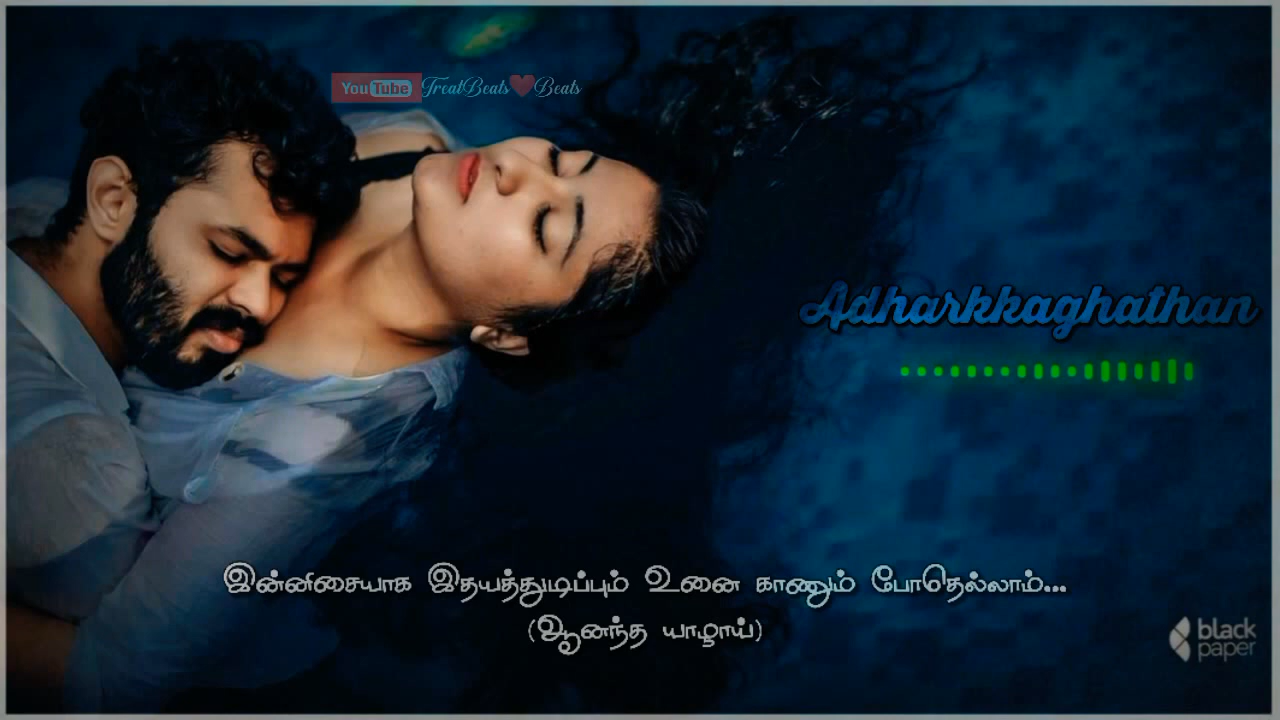 YouTube TreatBeats❤Beats
Adharkkaghathan
இன்னிசையாக இதயத்துடிப்பும் உனை காணும் போதெல்லாம்...
(ஆனந்த யாழாய்)
black
paper